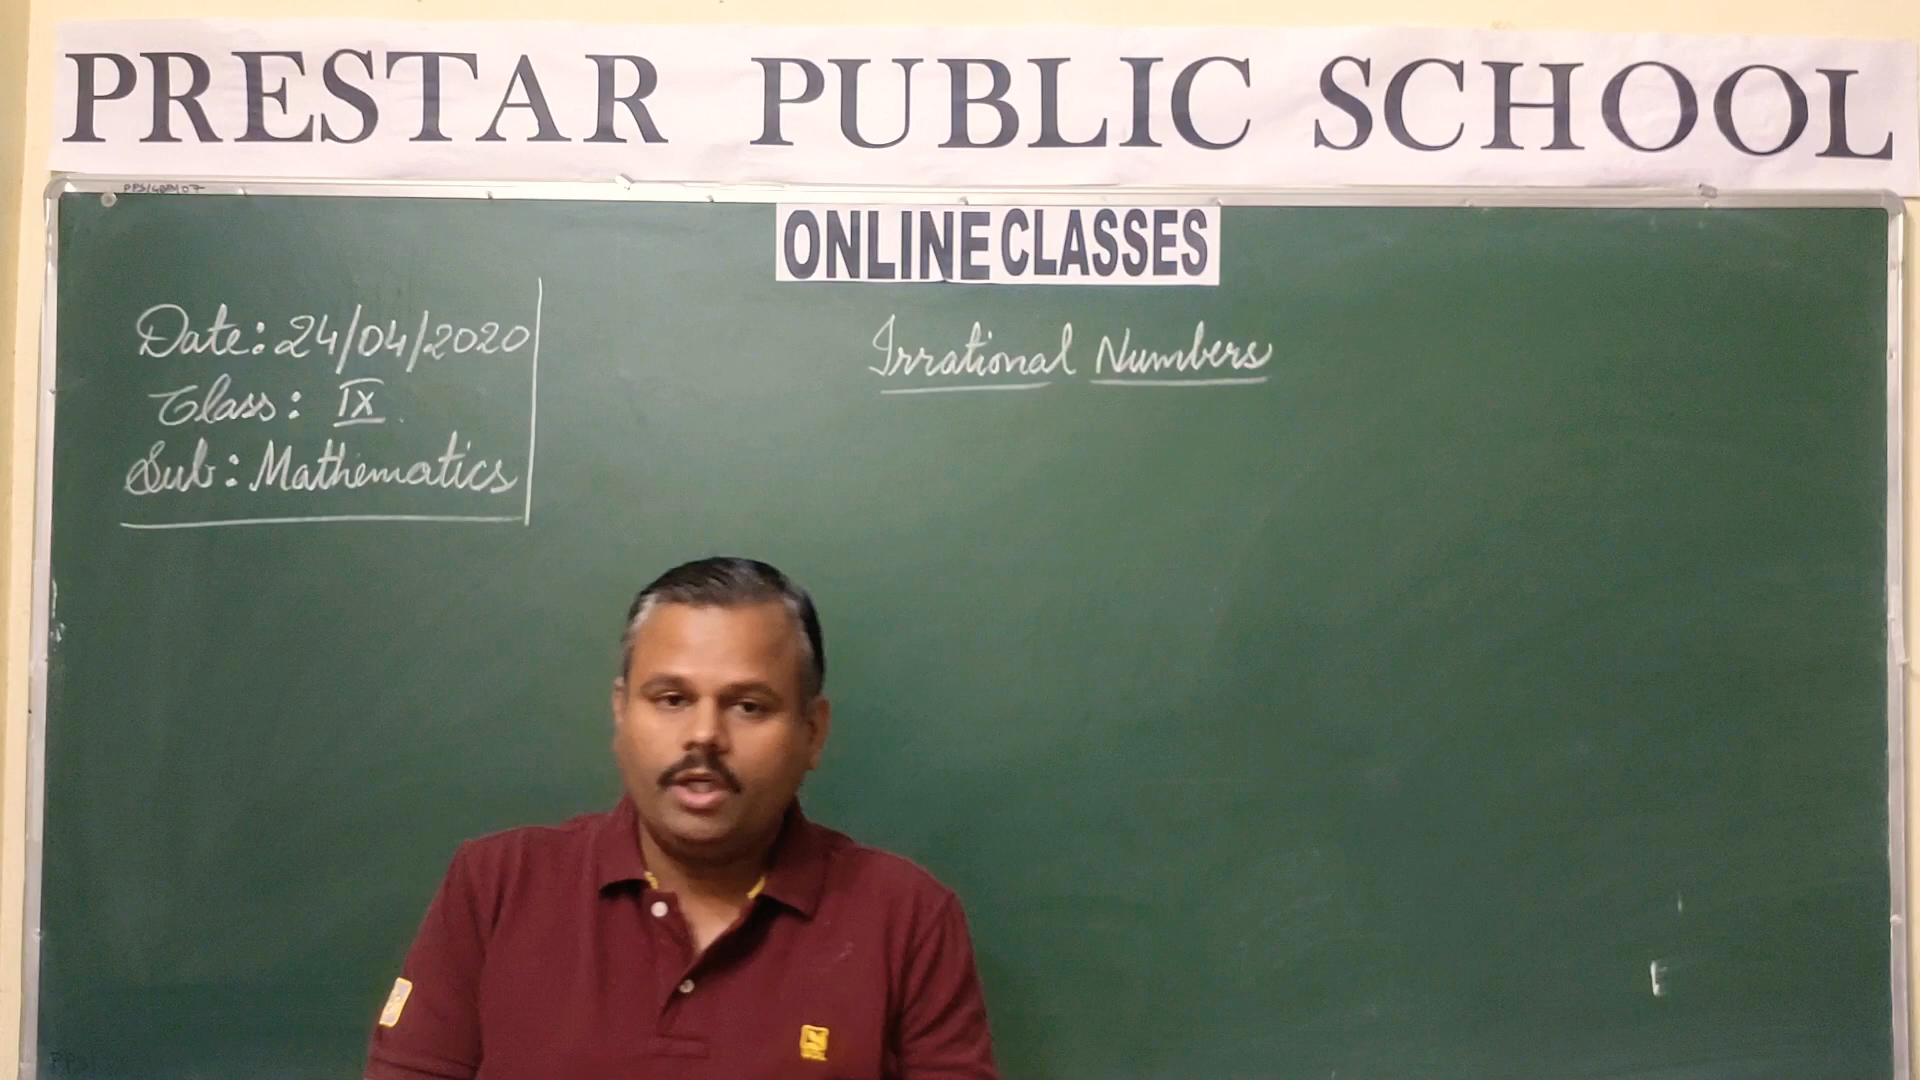 PRESTAR PUBLIC SCHOOL
ONLINE CLASSES
Date: 24/04/2020
Class: IX.
Sub: Mathematics
Irrational Numbers